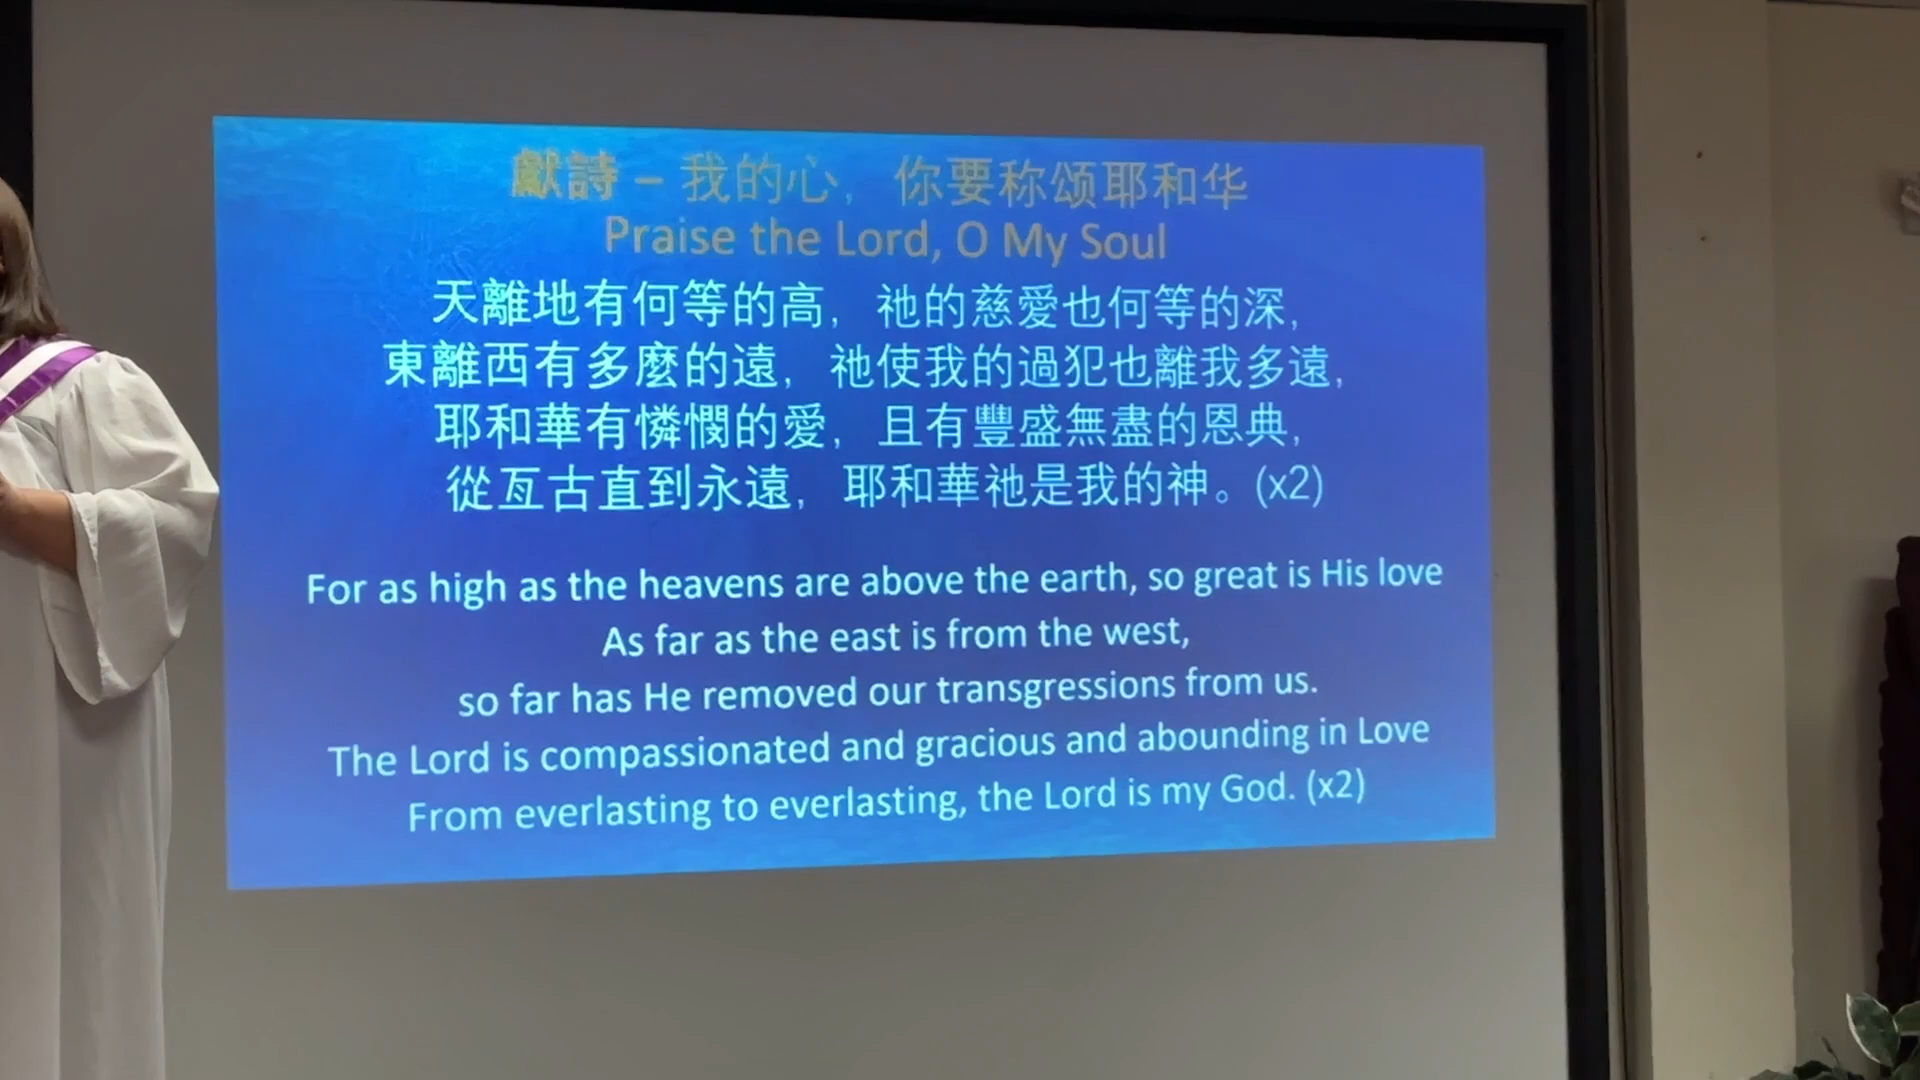 獻詩 – 我的心，你要称颂耶和华
Praise the Lord, O My Soul
天離地有何等的高，祂的慈愛也何等的深，
東離西有多麼的遠，祂使我的過犯也離我多遠，
耶和華有憐憫的愛，且有豐盛無盡的恩典，
從亙古直到永遠，耶和華祂是我的神。(x2)
For as high as the heavens are above the earth, so great is His love
As far as the east is from the west,
so far has He removed our transgressions from us.
The Lord is compassionated and gracious and abounding in Love
From everlasting to everlasting, the Lord is my God. (x2)